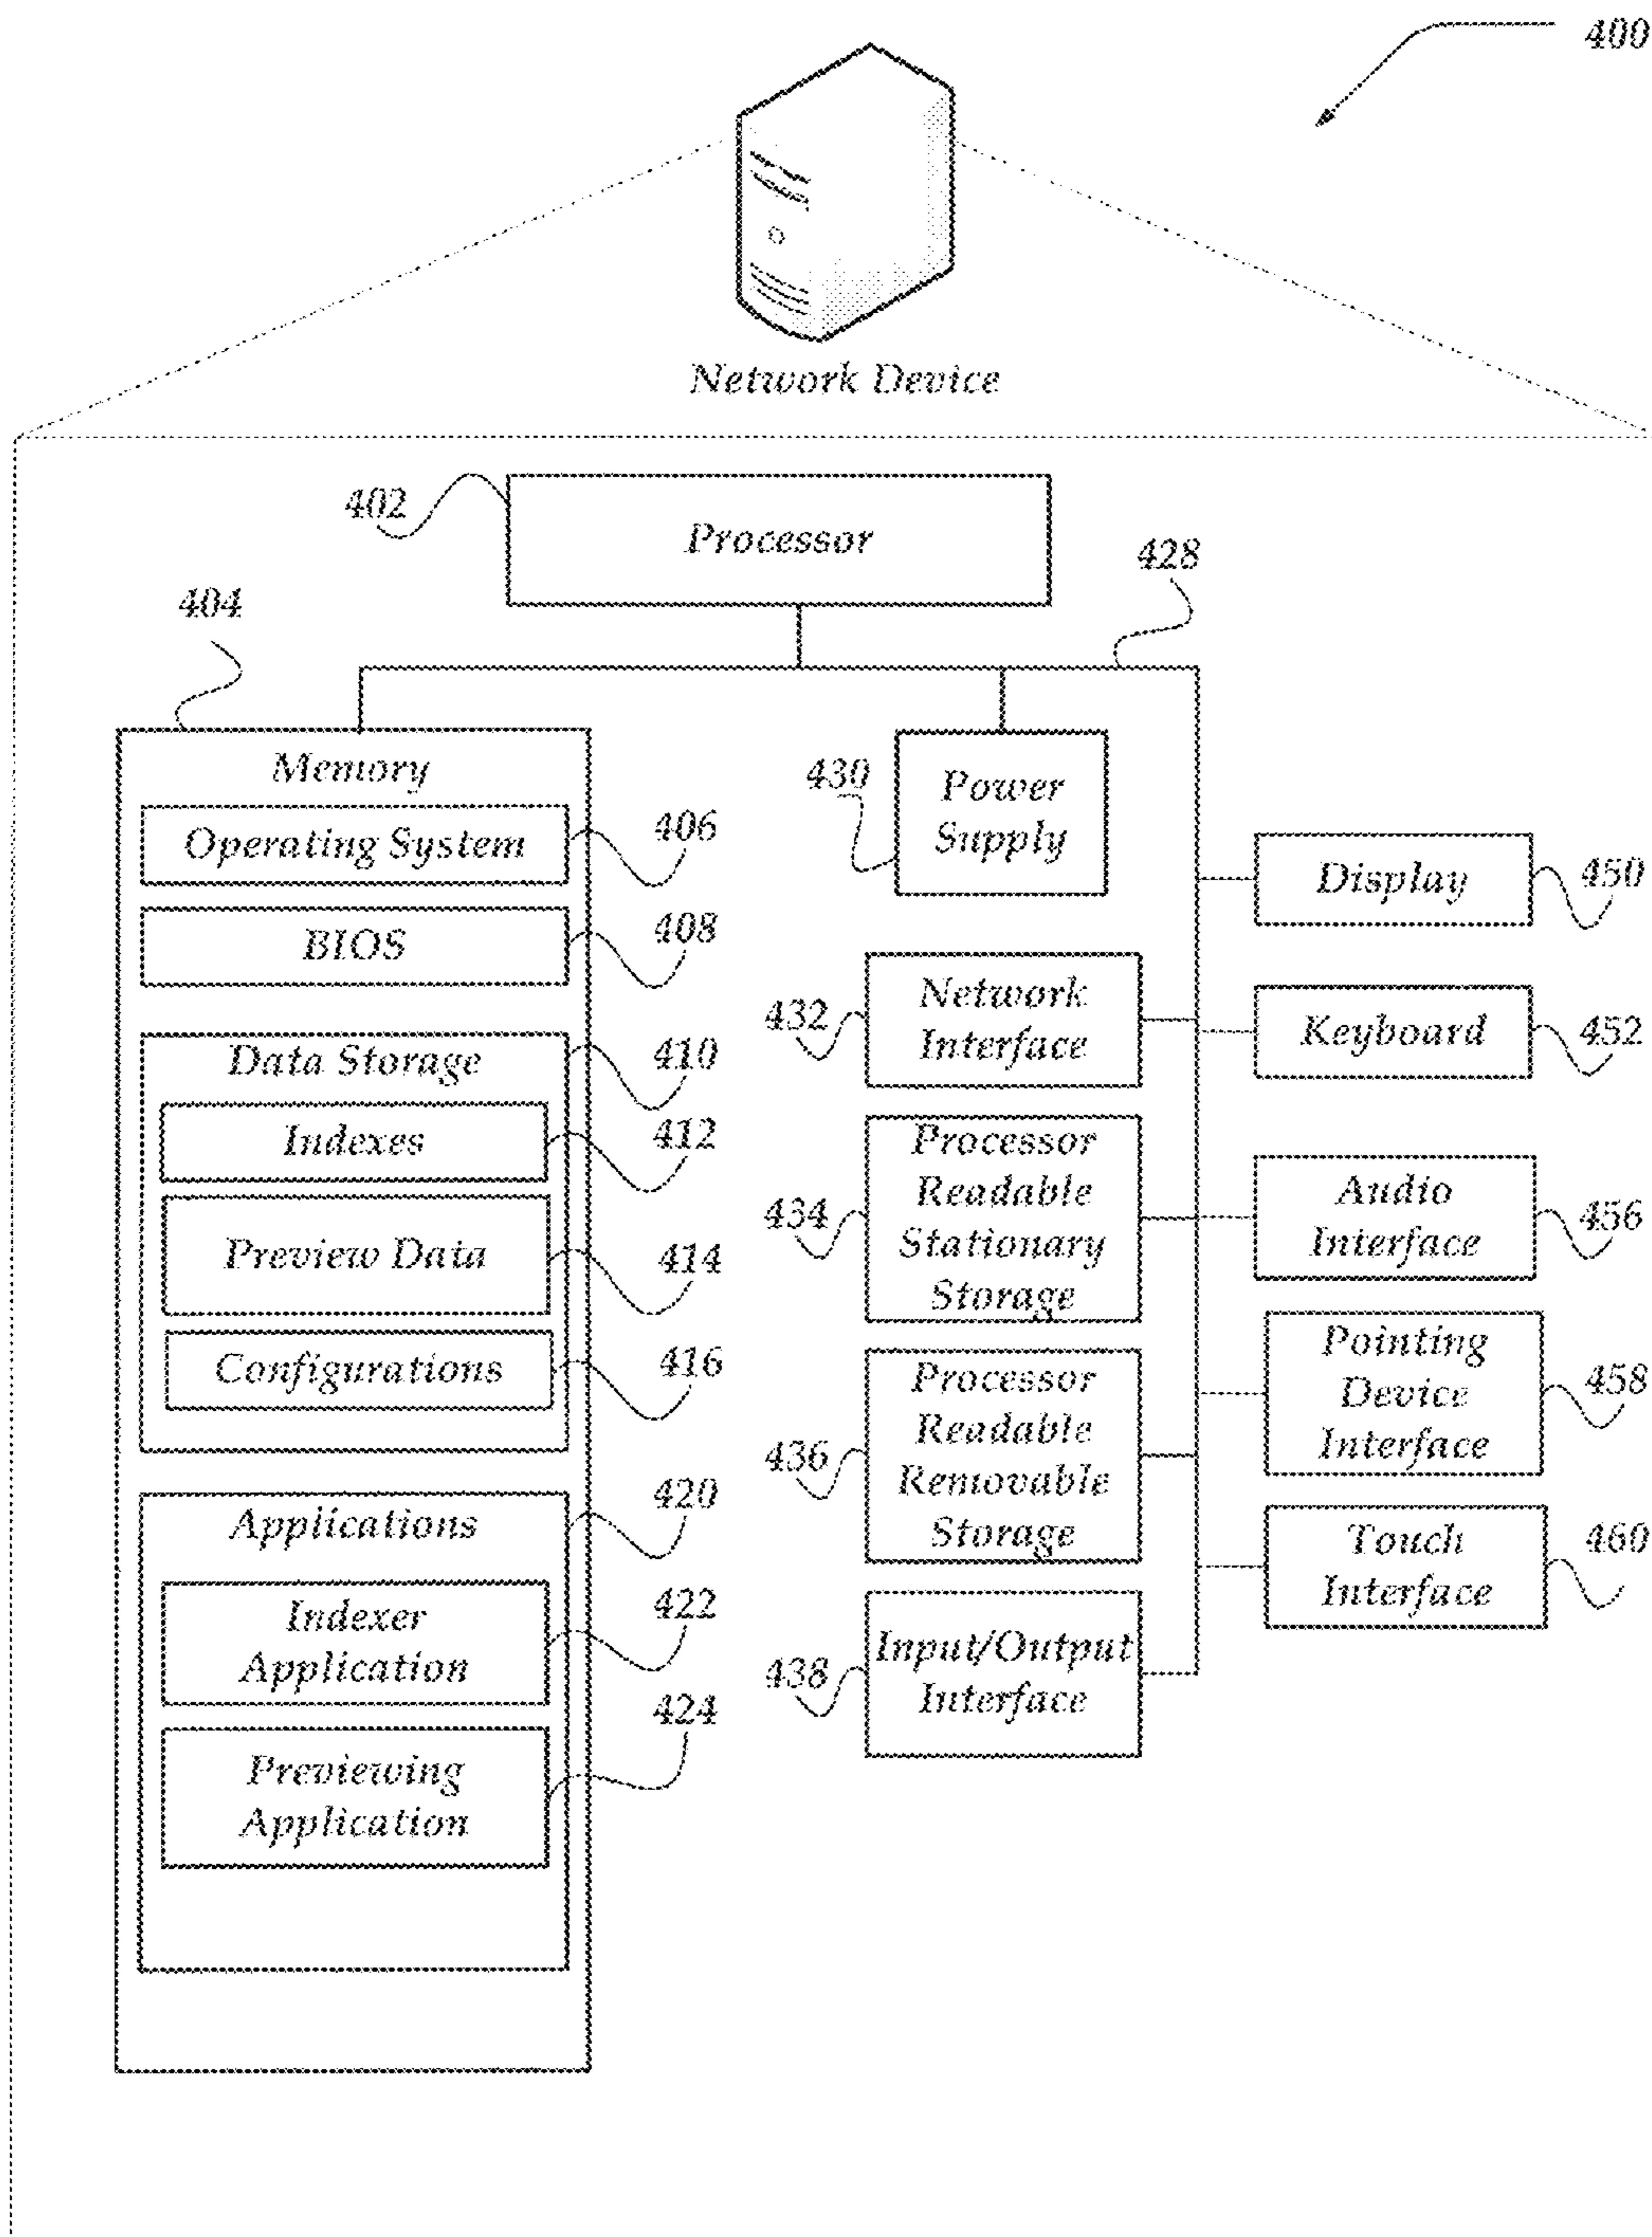 400
Network Device
402
Processor
428
404
Memory
Operating System
406
BIOS
408
Data Storage
410
Indexes
412
Preview Data
414
Configurations
416
Applications
420
Indexer
Application
422
Previewing
Application
424
430
Power
Supply
432
Network
Interface
434
Processor
Readable
Stationary
Storage
436
Processor
Readable
Removable
Storage
438
Input/Output
Interface
Display
450
Keyboard
452
Audio
Interface
456
Pointing
Device
Interface
458
Touch
Interface
460